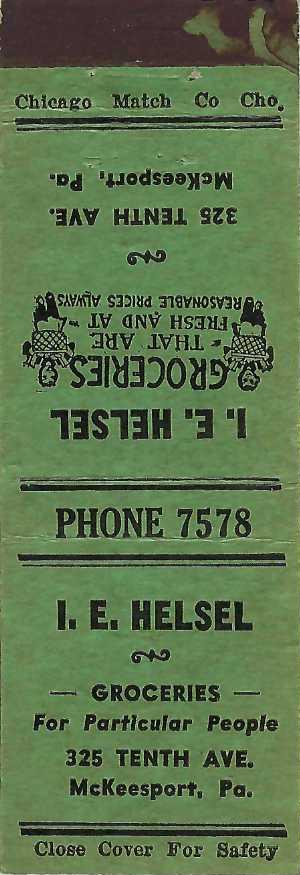 Chicago Match Co Cho.
I. E. HELSEL
GROCERIES
THAT ARE
FRESH AND AT
REASONABLE PRICES ALWAYS
325 TENTH AVE.
McKeesport, Pa.
PHONE 7578
I. E. HELSEL
— GROCERIES —
For Particular People
325 TENTH AVE.
McKeesport, Pa.
Close Cover For Safety